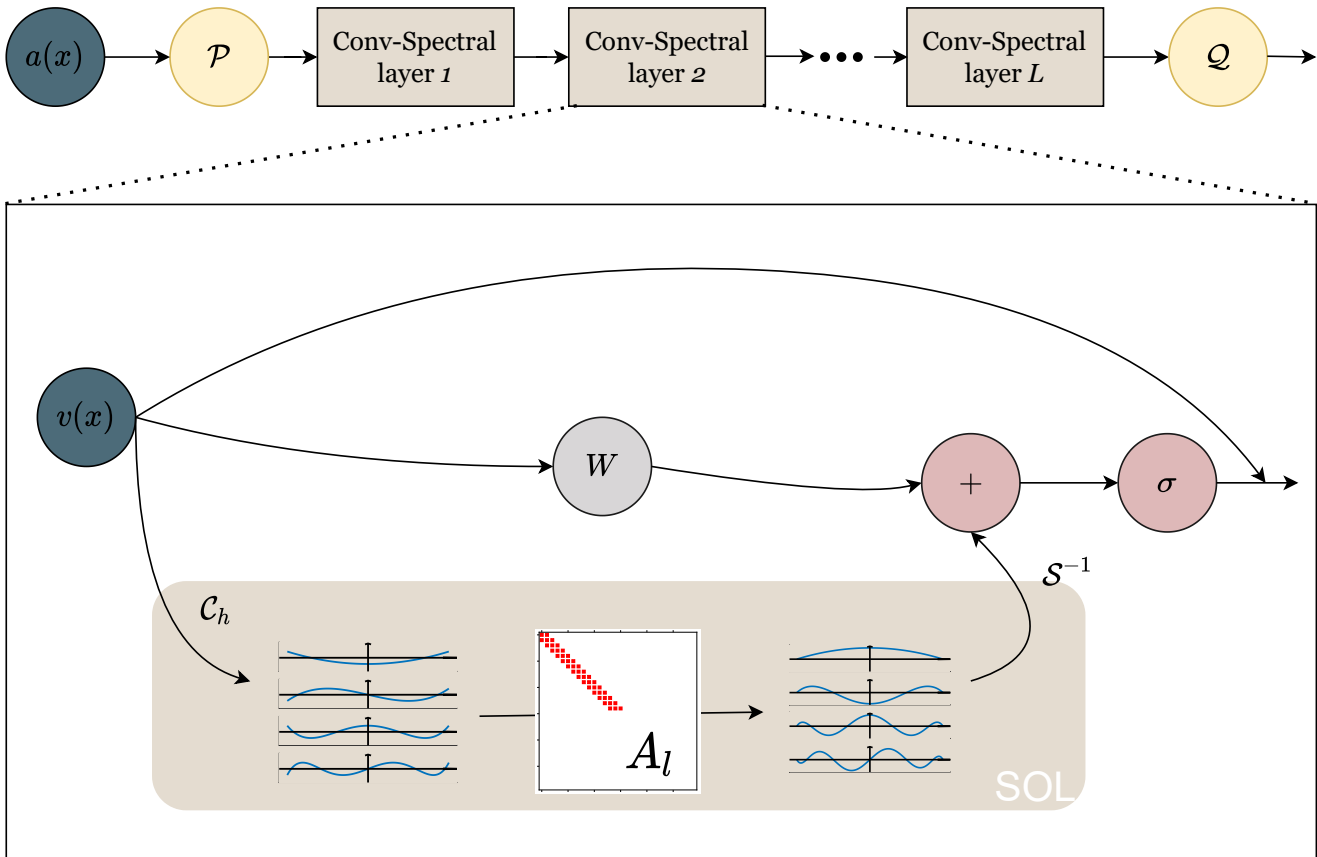 a(x)
𝒫
Conv-Spectral
layer 1
Conv-Spectral
layer 2
•••
Conv-Spectral
layer L
𝒬
v(x)
W
+
σ
𝒮⁻¹
𝒞ₕ
Aₗ
SOL